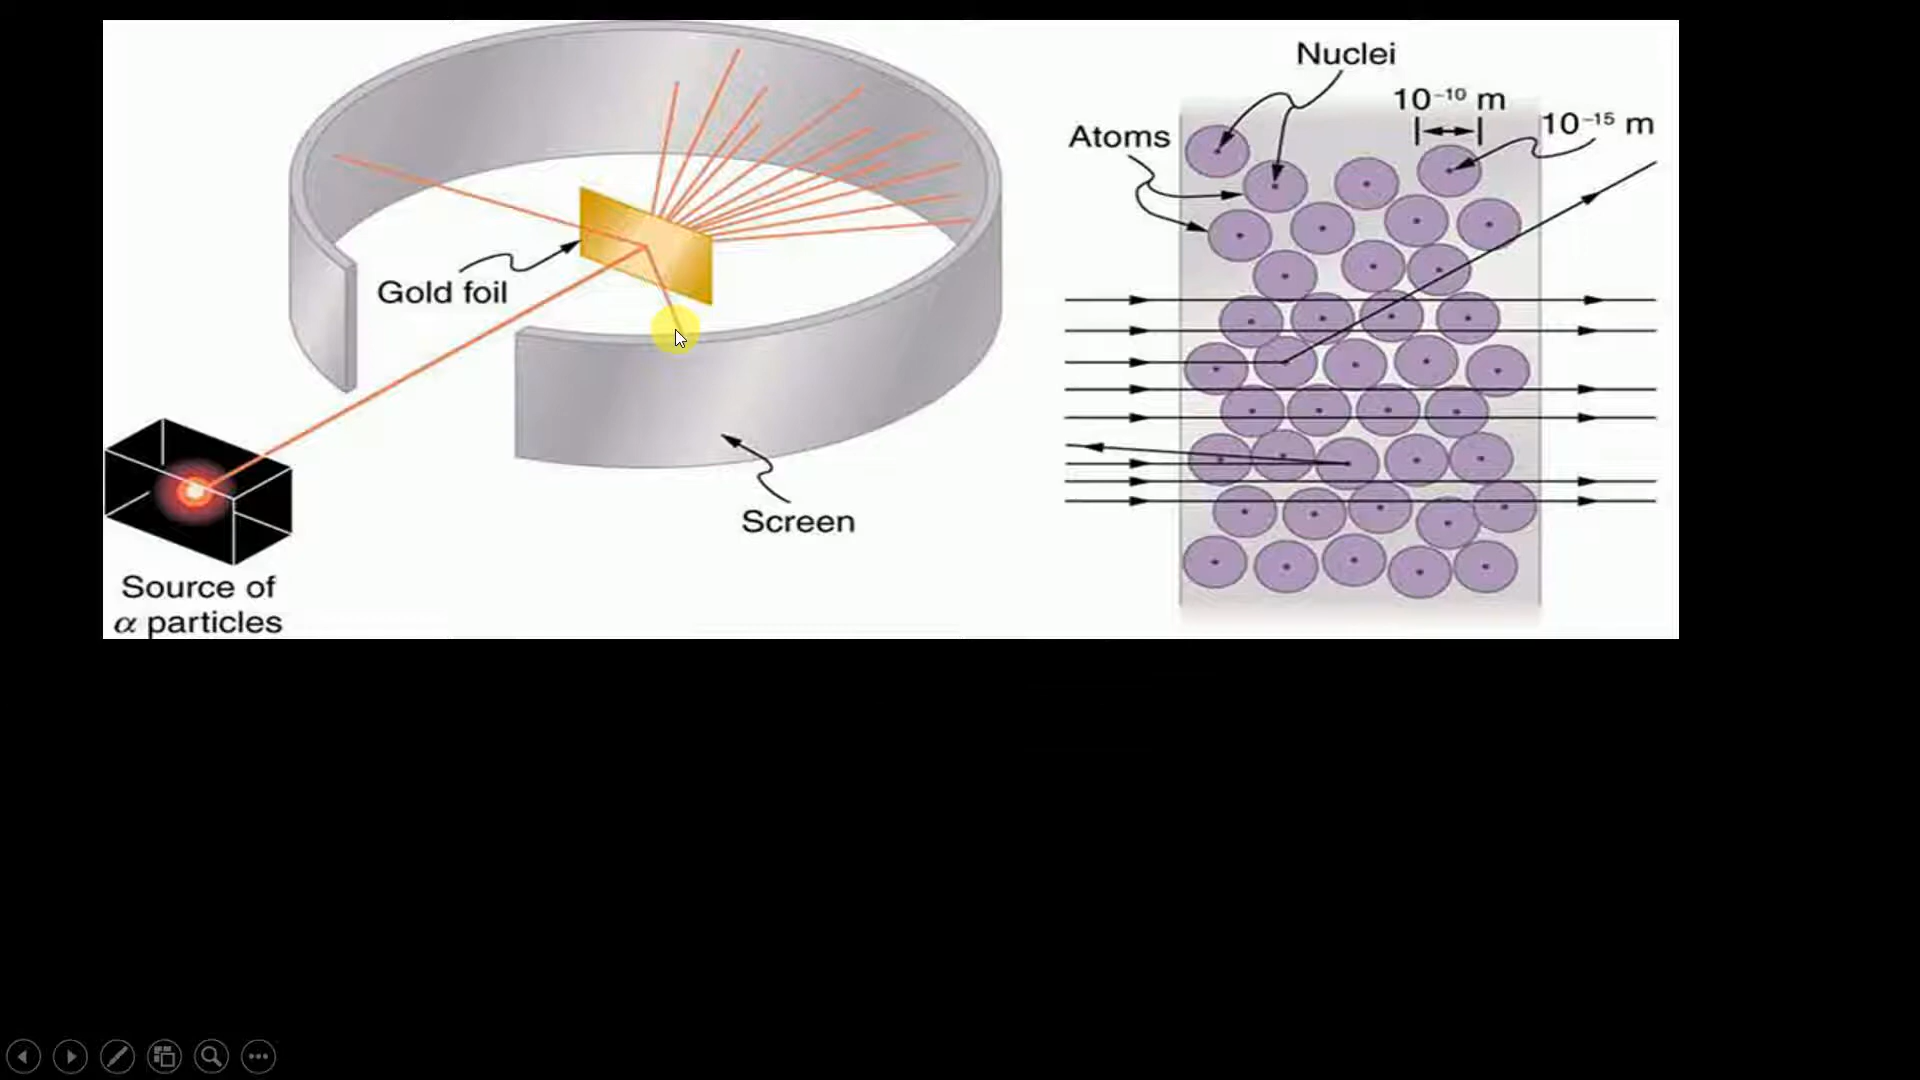 Gold foil
Screen
Source of
α particles
Nuclei
Atoms
10⁻¹⁰ m
10⁻¹⁵ m